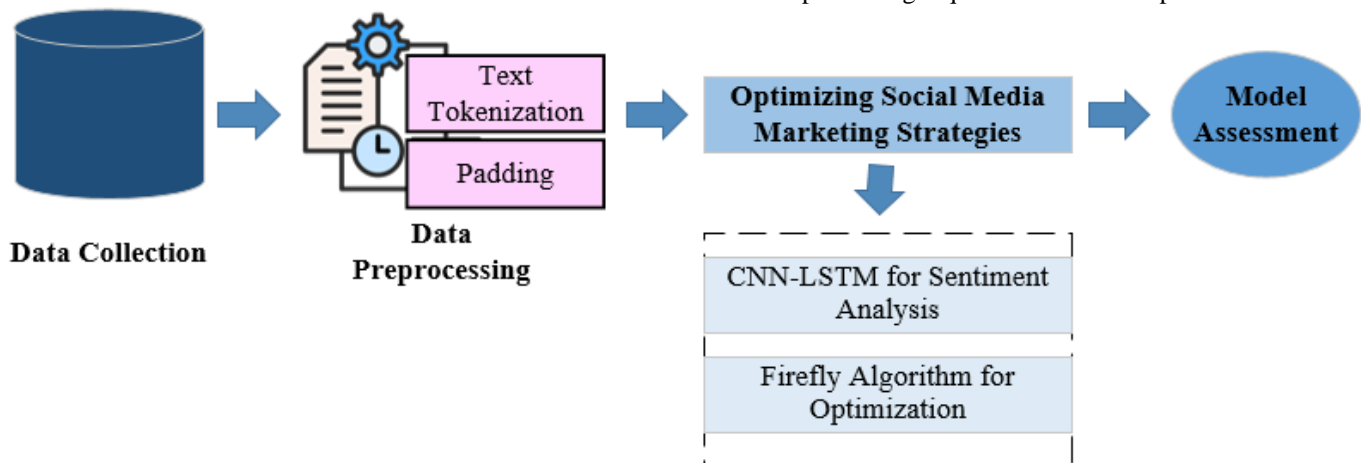 Text
Tokenization
Padding
Data Collection
Data
Preprocessing
Optimizing Social Media
Marketing Strategies
Model
Assessment
CNN-LSTM for Sentiment
Analysis
Firefly Algorithm for
Optimization